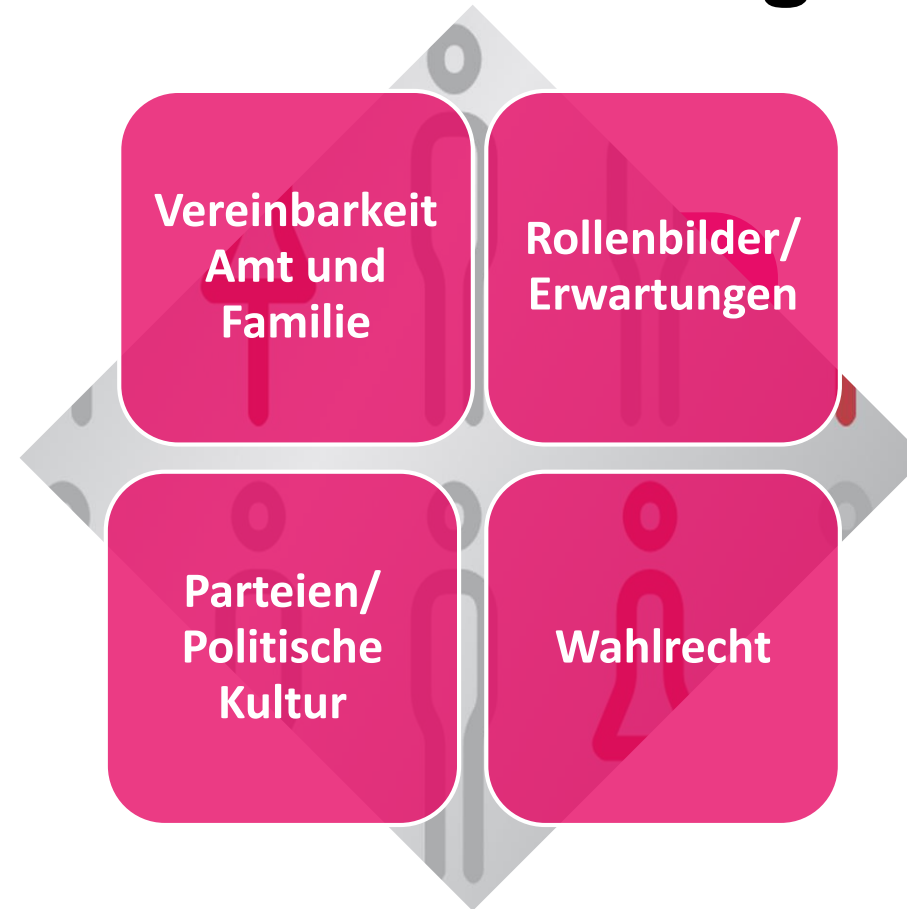 Vereinbarkeit
Amt und
Familie
Rollenbilder/
Erwartungen
Parteien/
Politische
Kultur
Wahlrecht